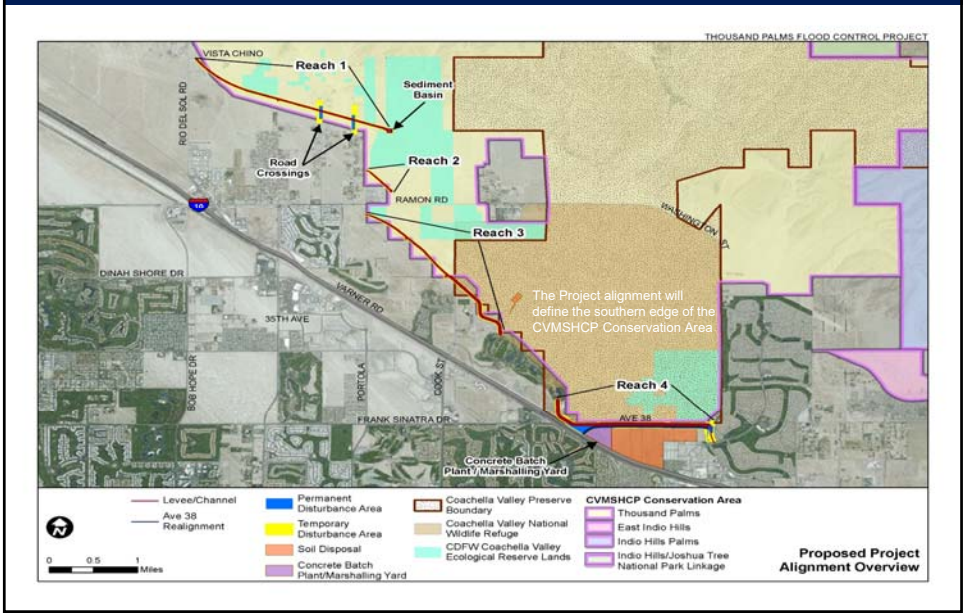 THOUSAND PALMS FLOOD CONTROL PROJECT
VISTA CHINO
Reach 1
Sediment
Basin
RIO DEL SOL RD
Road
Crossings
Reach 2
RAMON RD
10
Reach 3
WASHINGTON ST
DINAH SHORE DR
VARNER RD
35TH AVE
The Project alignment will
define the southern edge of the
CVMSHCP Conservation Area
BOB HOPE DR
PORTOLA
COOK ST
Reach 4
FRANK SINATRA DR
AVE 38
Concrete Batch
Plant / Marshalling Yard
Levee/Channel
Ave 38
Realignment
Permanent
Disturbance Area
Temporary
Disturbance Area
Soil Disposal
Concrete Batch
Plant/Marshalling Yard
Coachella Valley Preserve
Boundary
Coachella Valley National
Wildlife Refuge
CDFW Coachella Valley
Ecological Reserve Lands
CVMSHCP Conservation Area
Thousand Palms
East Indio Hills
Indio Hills Palms
Indio Hills/Joshua Tree
National Park Linkage
N
0 0.5 1
Miles
Proposed Project
Alignment Overview